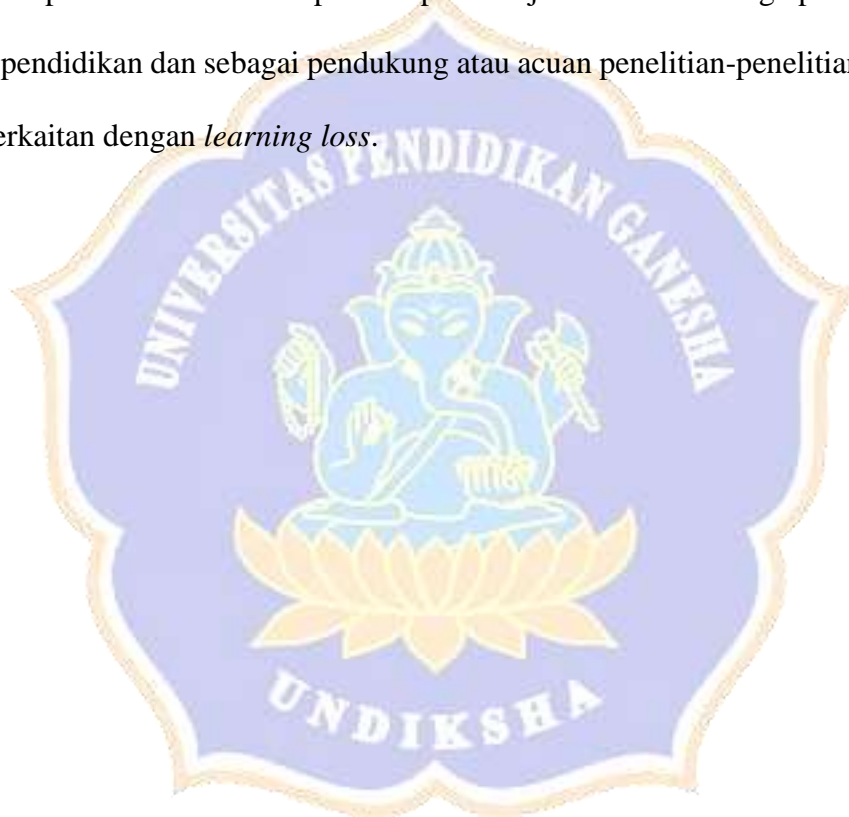 pendidikan dan sebagai pendukung atau acuan penelitian-penelitian
erkaitan dengan learning loss.
UNIVERSITAS PENDIDIKAN GANESHA
UNDIKSHA